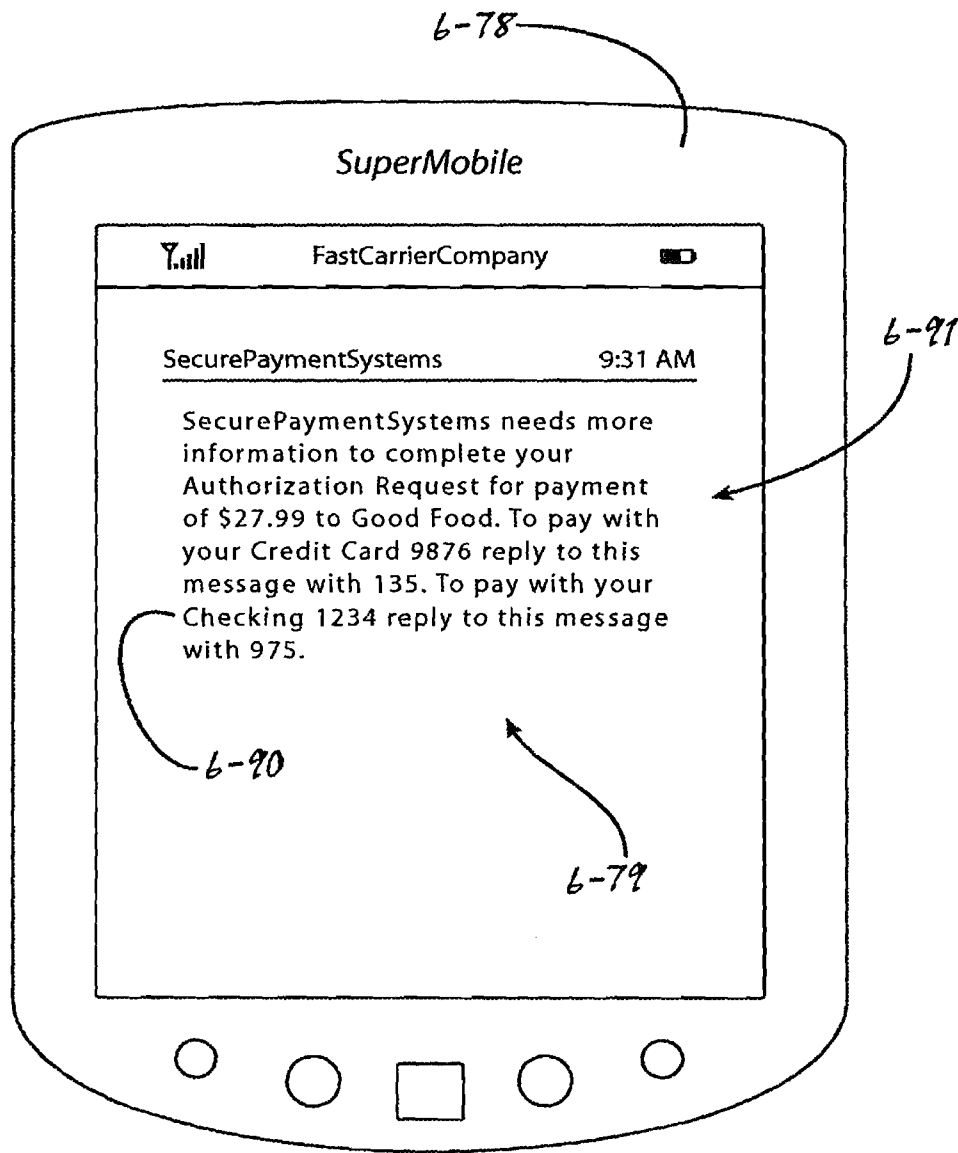 6-78
SuperMobile
FastCarrierCompany
6-91
SecurePaymentSystems 9:31 AM
SecurePaymentSystems needs more
information to complete your
Authorization Request for payment
of $27.99 to Good Food. To pay with
your Credit Card 9876 reply to this
message with 135. To pay with your
Checking 1234 reply to this message
with 975.
6-90
6-79